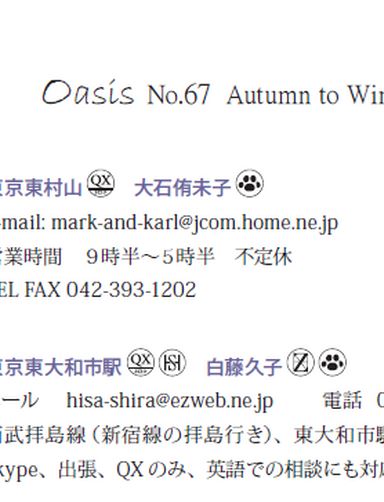 Oasis No.67 Autumn to Win
東京東村山 QX 大石侑未子
-mail: mark-and-karl@jcom.home.ne.jp
営業時間 9時半～5時半 不定休
EL FAX 042-393-1202
東京東大和市駅 QX HSH 白藤久子 Z
ール hisa-shira@ezweb.ne.jp 電話 0
西武拝島線（新宿線の拝島行き）、東大和市駅
kype、出張、QXのみ、英語での相談にも対応